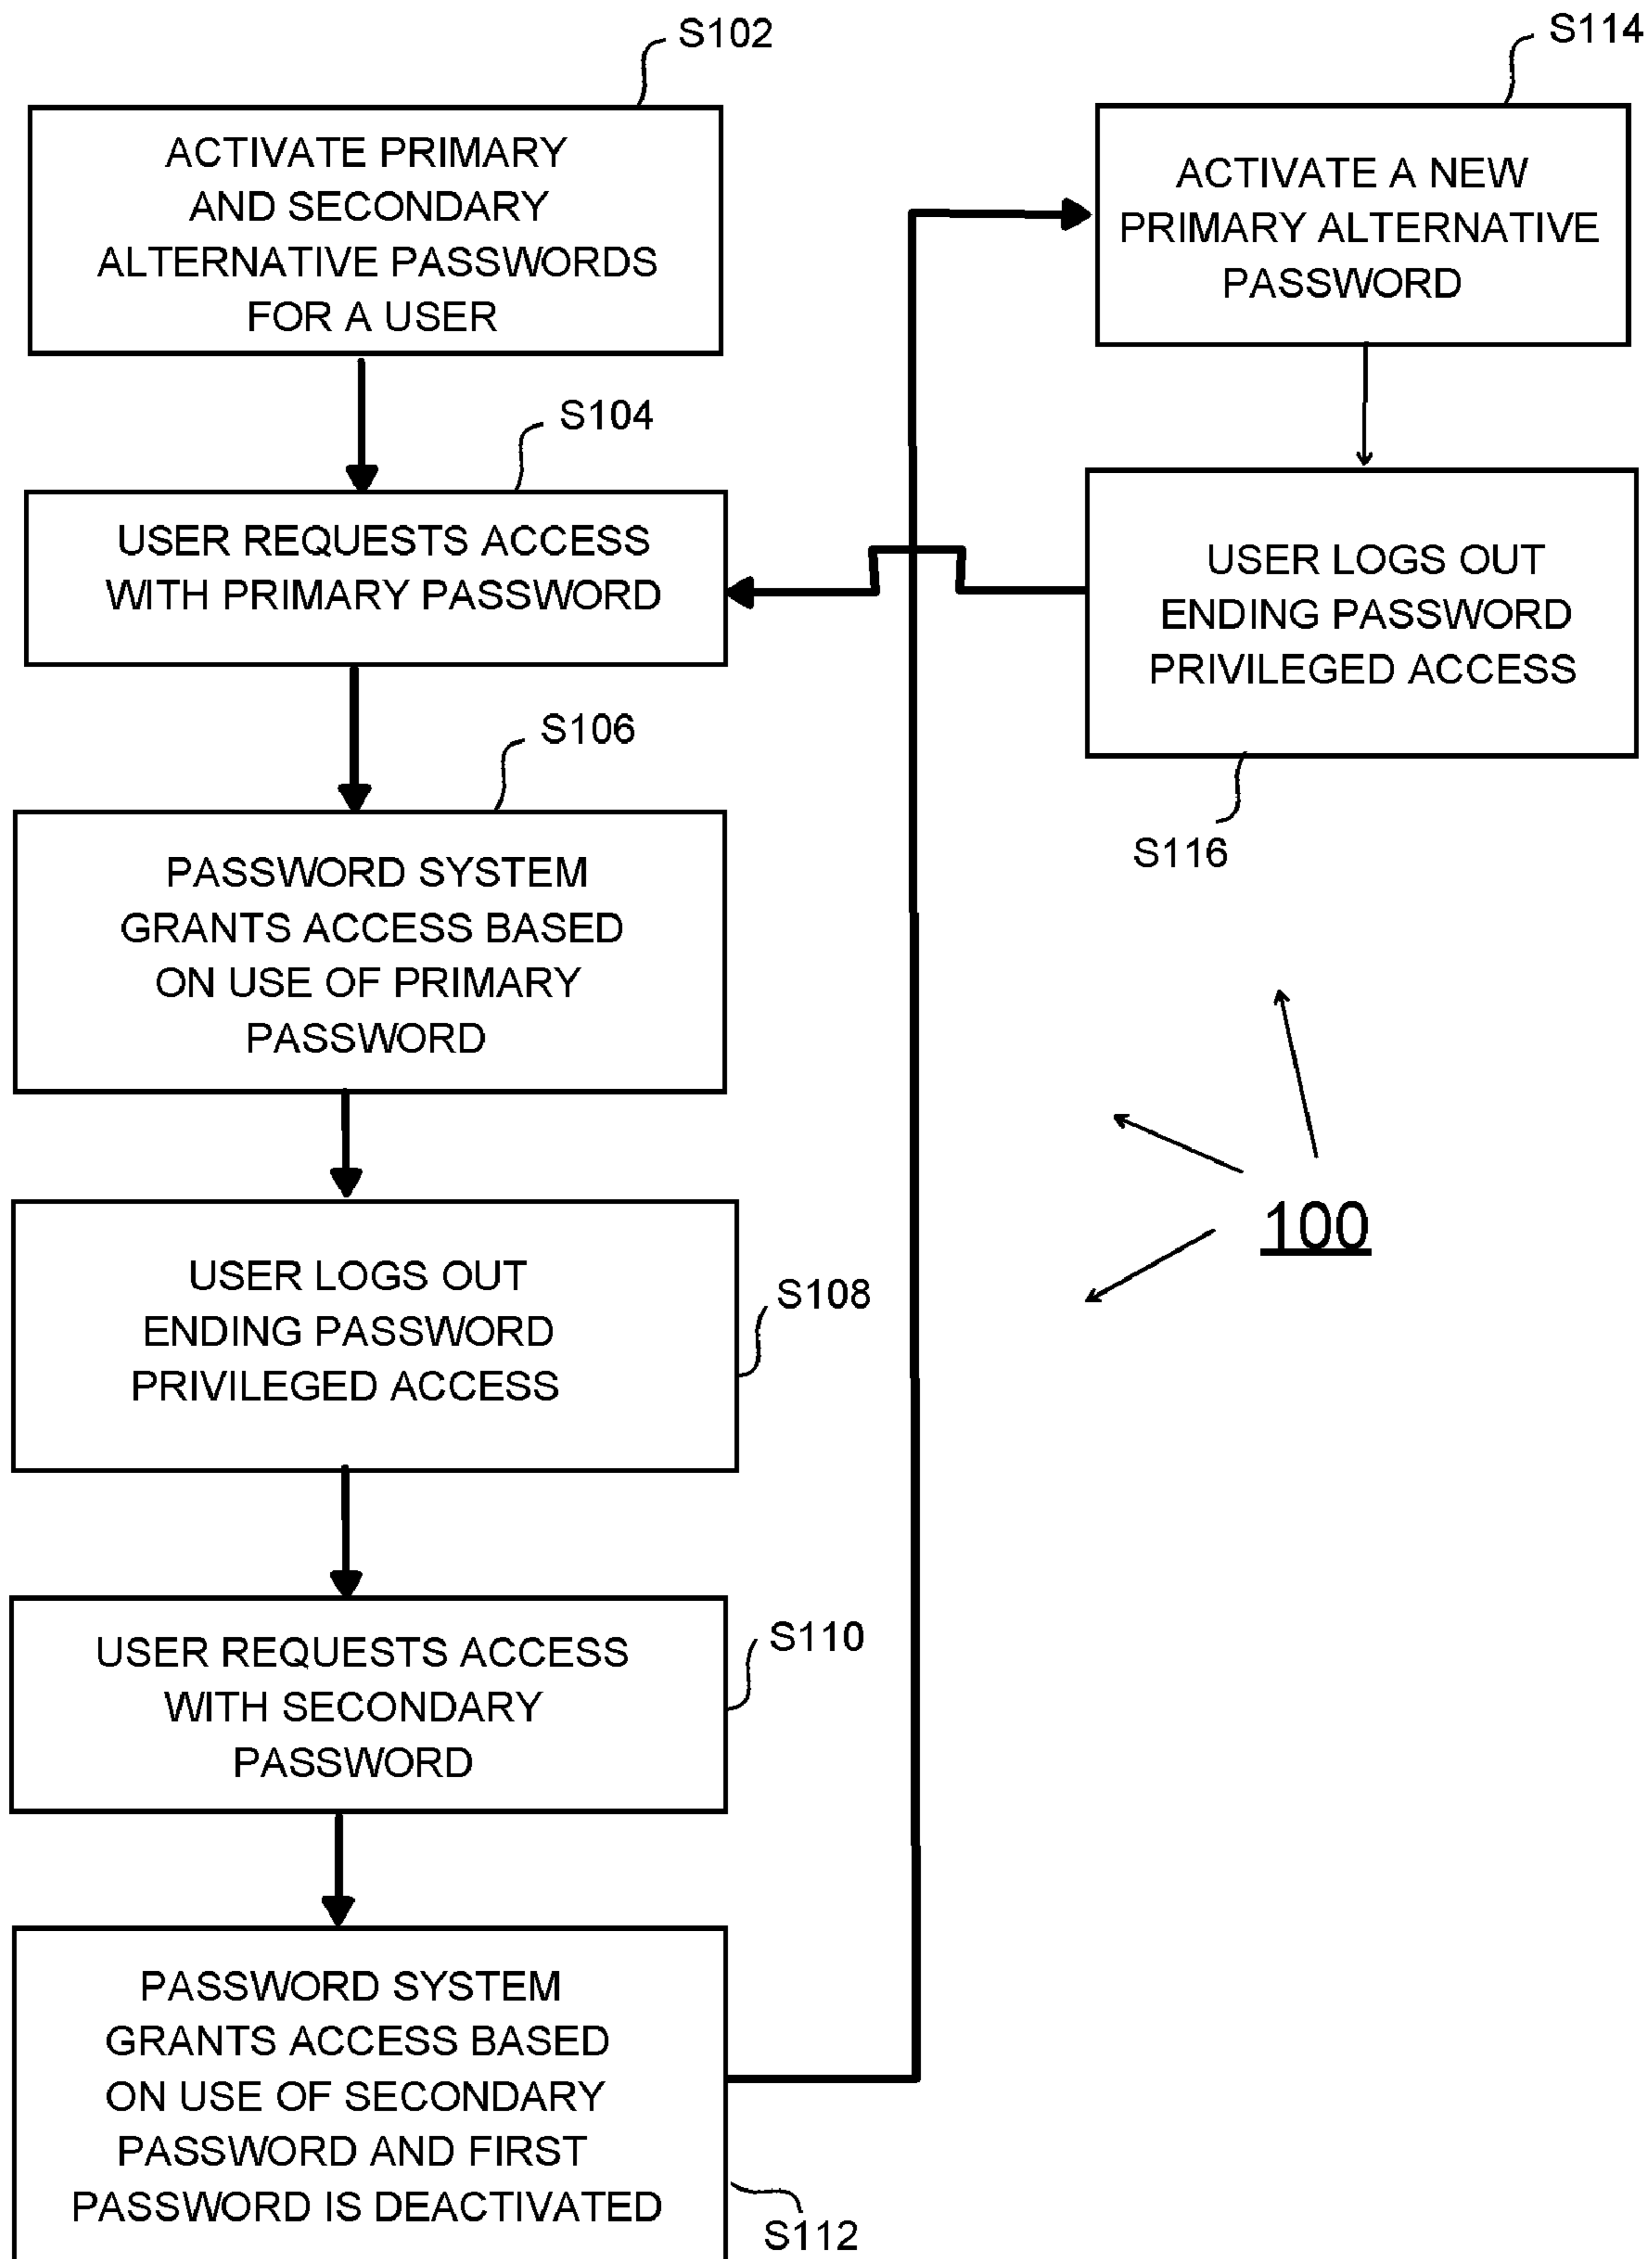 S102
ACTIVATE PRIMARY
AND SECONDARY
ALTERNATIVE PASSWORDS
FOR A USER
S104
USER REQUESTS ACCESS
WITH PRIMARY PASSWORD
S106
PASSWORD SYSTEM
GRANTS ACCESS BASED
ON USE OF PRIMARY
PASSWORD
USER LOGS OUT
ENDING PASSWORD
PRIVILEGED ACCESS
S108
USER REQUESTS ACCESS
WITH SECONDARY
PASSWORD
S110
PASSWORD SYSTEM
GRANTS ACCESS BASED
ON USE OF SECONDARY
PASSWORD AND FIRST
PASSWORD IS DEACTIVATED
S112
S114
ACTIVATE A NEW
PRIMARY ALTERNATIVE
PASSWORD
USER LOGS OUT
ENDING PASSWORD
PRIVILEGED ACCESS
S116
100